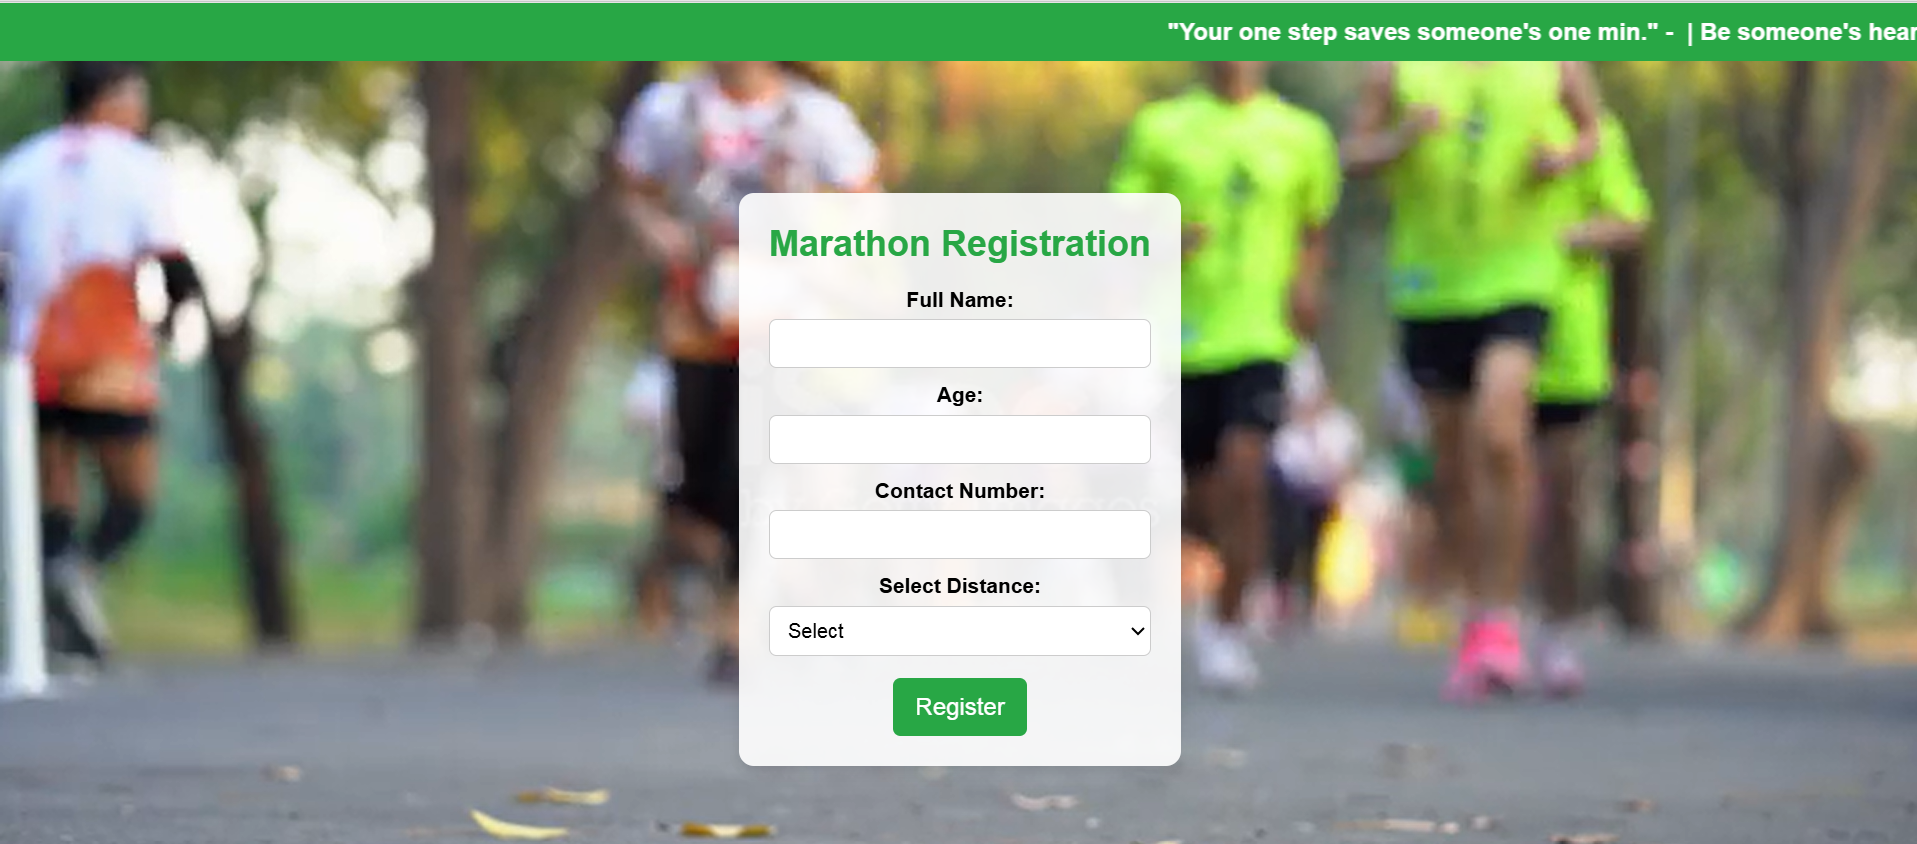 "Your one step saves someone's one min." - | Be someone's hear
Marathon Registration
Full Name:
Age:
Contact Number:
Select Distance:
Select
Register